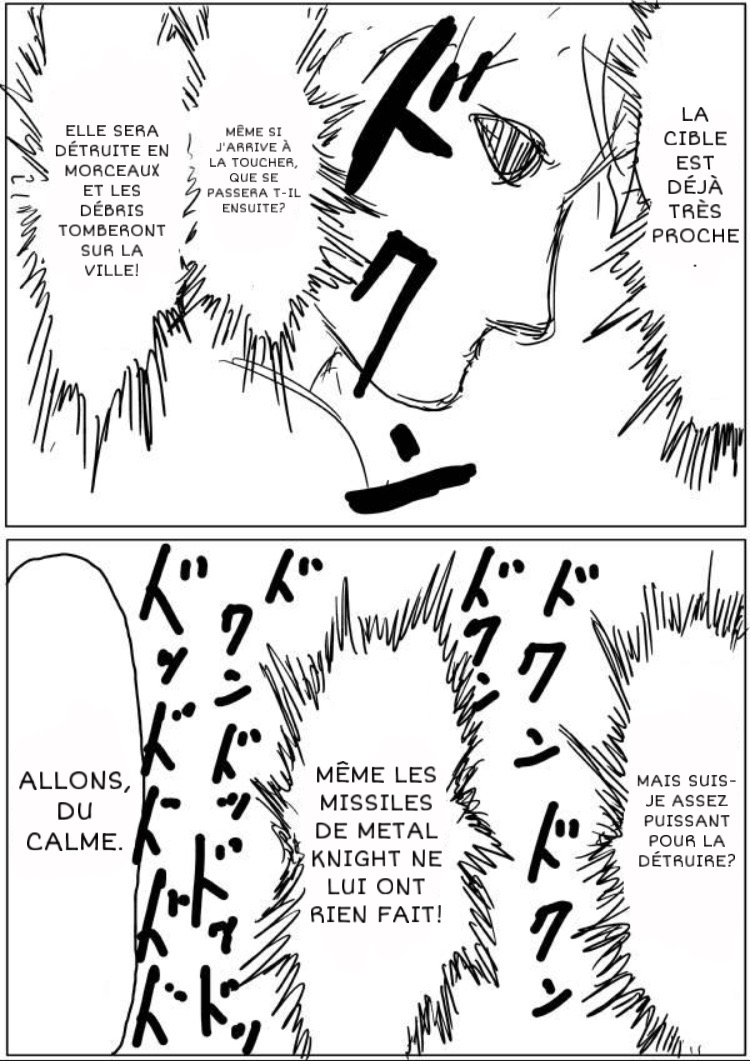 LA
CIBLE
EST
DÉJÀ
TRÈS
PROCHE
.
ドクン
MÊME SI
J'ARRIVE À
LA TOUCHER,
QUE SE
PASSERA T-IL
ENSUITE?
ELLE SERA
DÉTRUITE EN
MORCEAUX
ET LES
DÉBRIS
TOMBERONT
SUR LA
VILLE!
MAIS SUIS-
JE ASSEZ
PUISSANT
POUR LA
DÉTRUIRE?
ドクン
ドクン
ドクン
MÊME LES
MISSILES
DE METAL
KNIGHT NE
LUI ONT
RIEN FAIT!
ドクン
ALLONS,
DU
CALME.